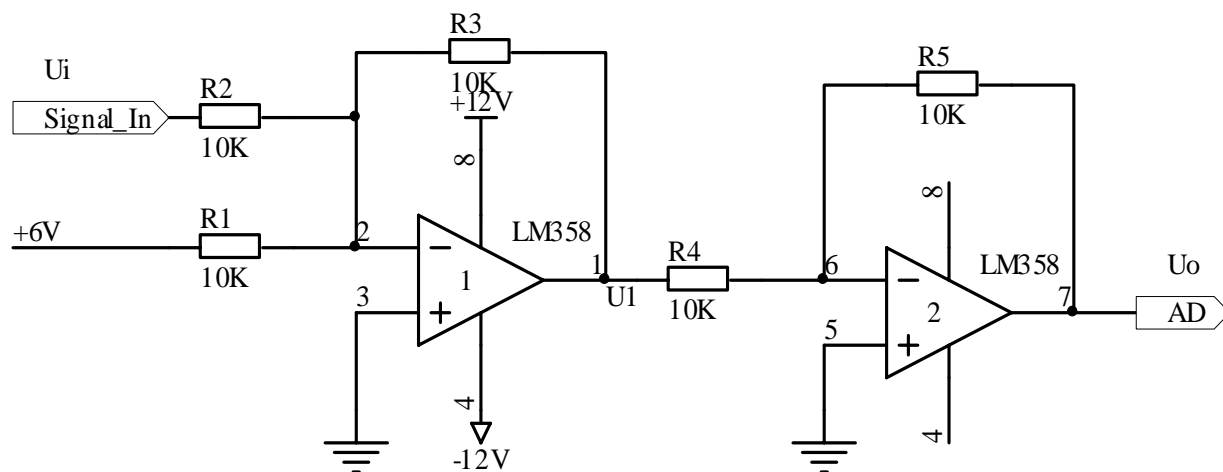 Ui
Signal_In
R2
10K
R3
10K
+12V
8
+6V
R1
10K
2
3
1
LM358
4
-12V
1
U1
R4
10K
R5
10K
6
5
2
8
LM358
4
7
Uo
AD